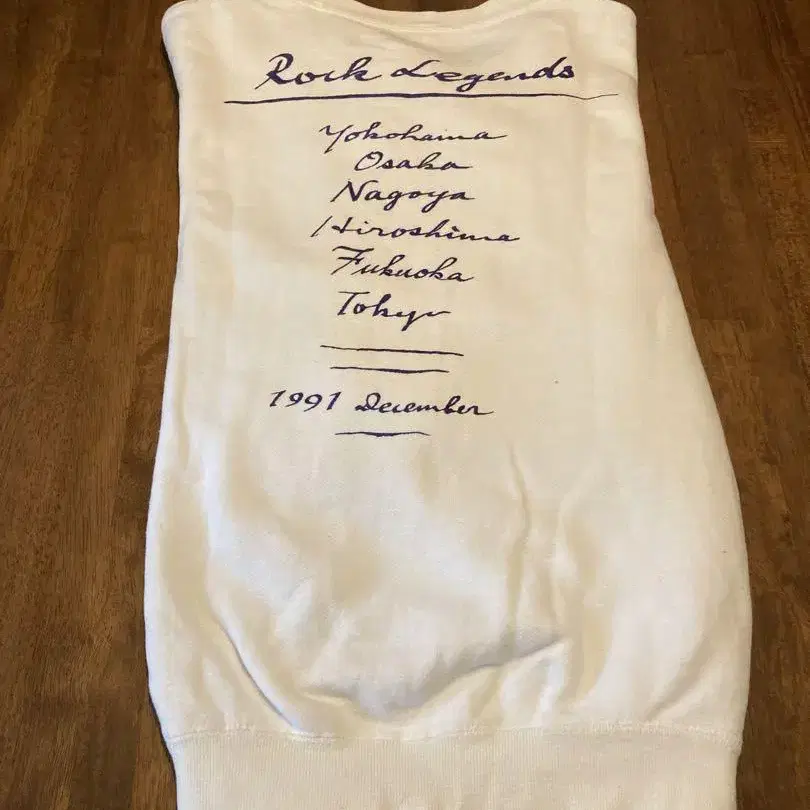 Rock Legends
Yokohama
Osaka
Nagoya
Hiroshima
Fukuoka
Tokyo
1991 December